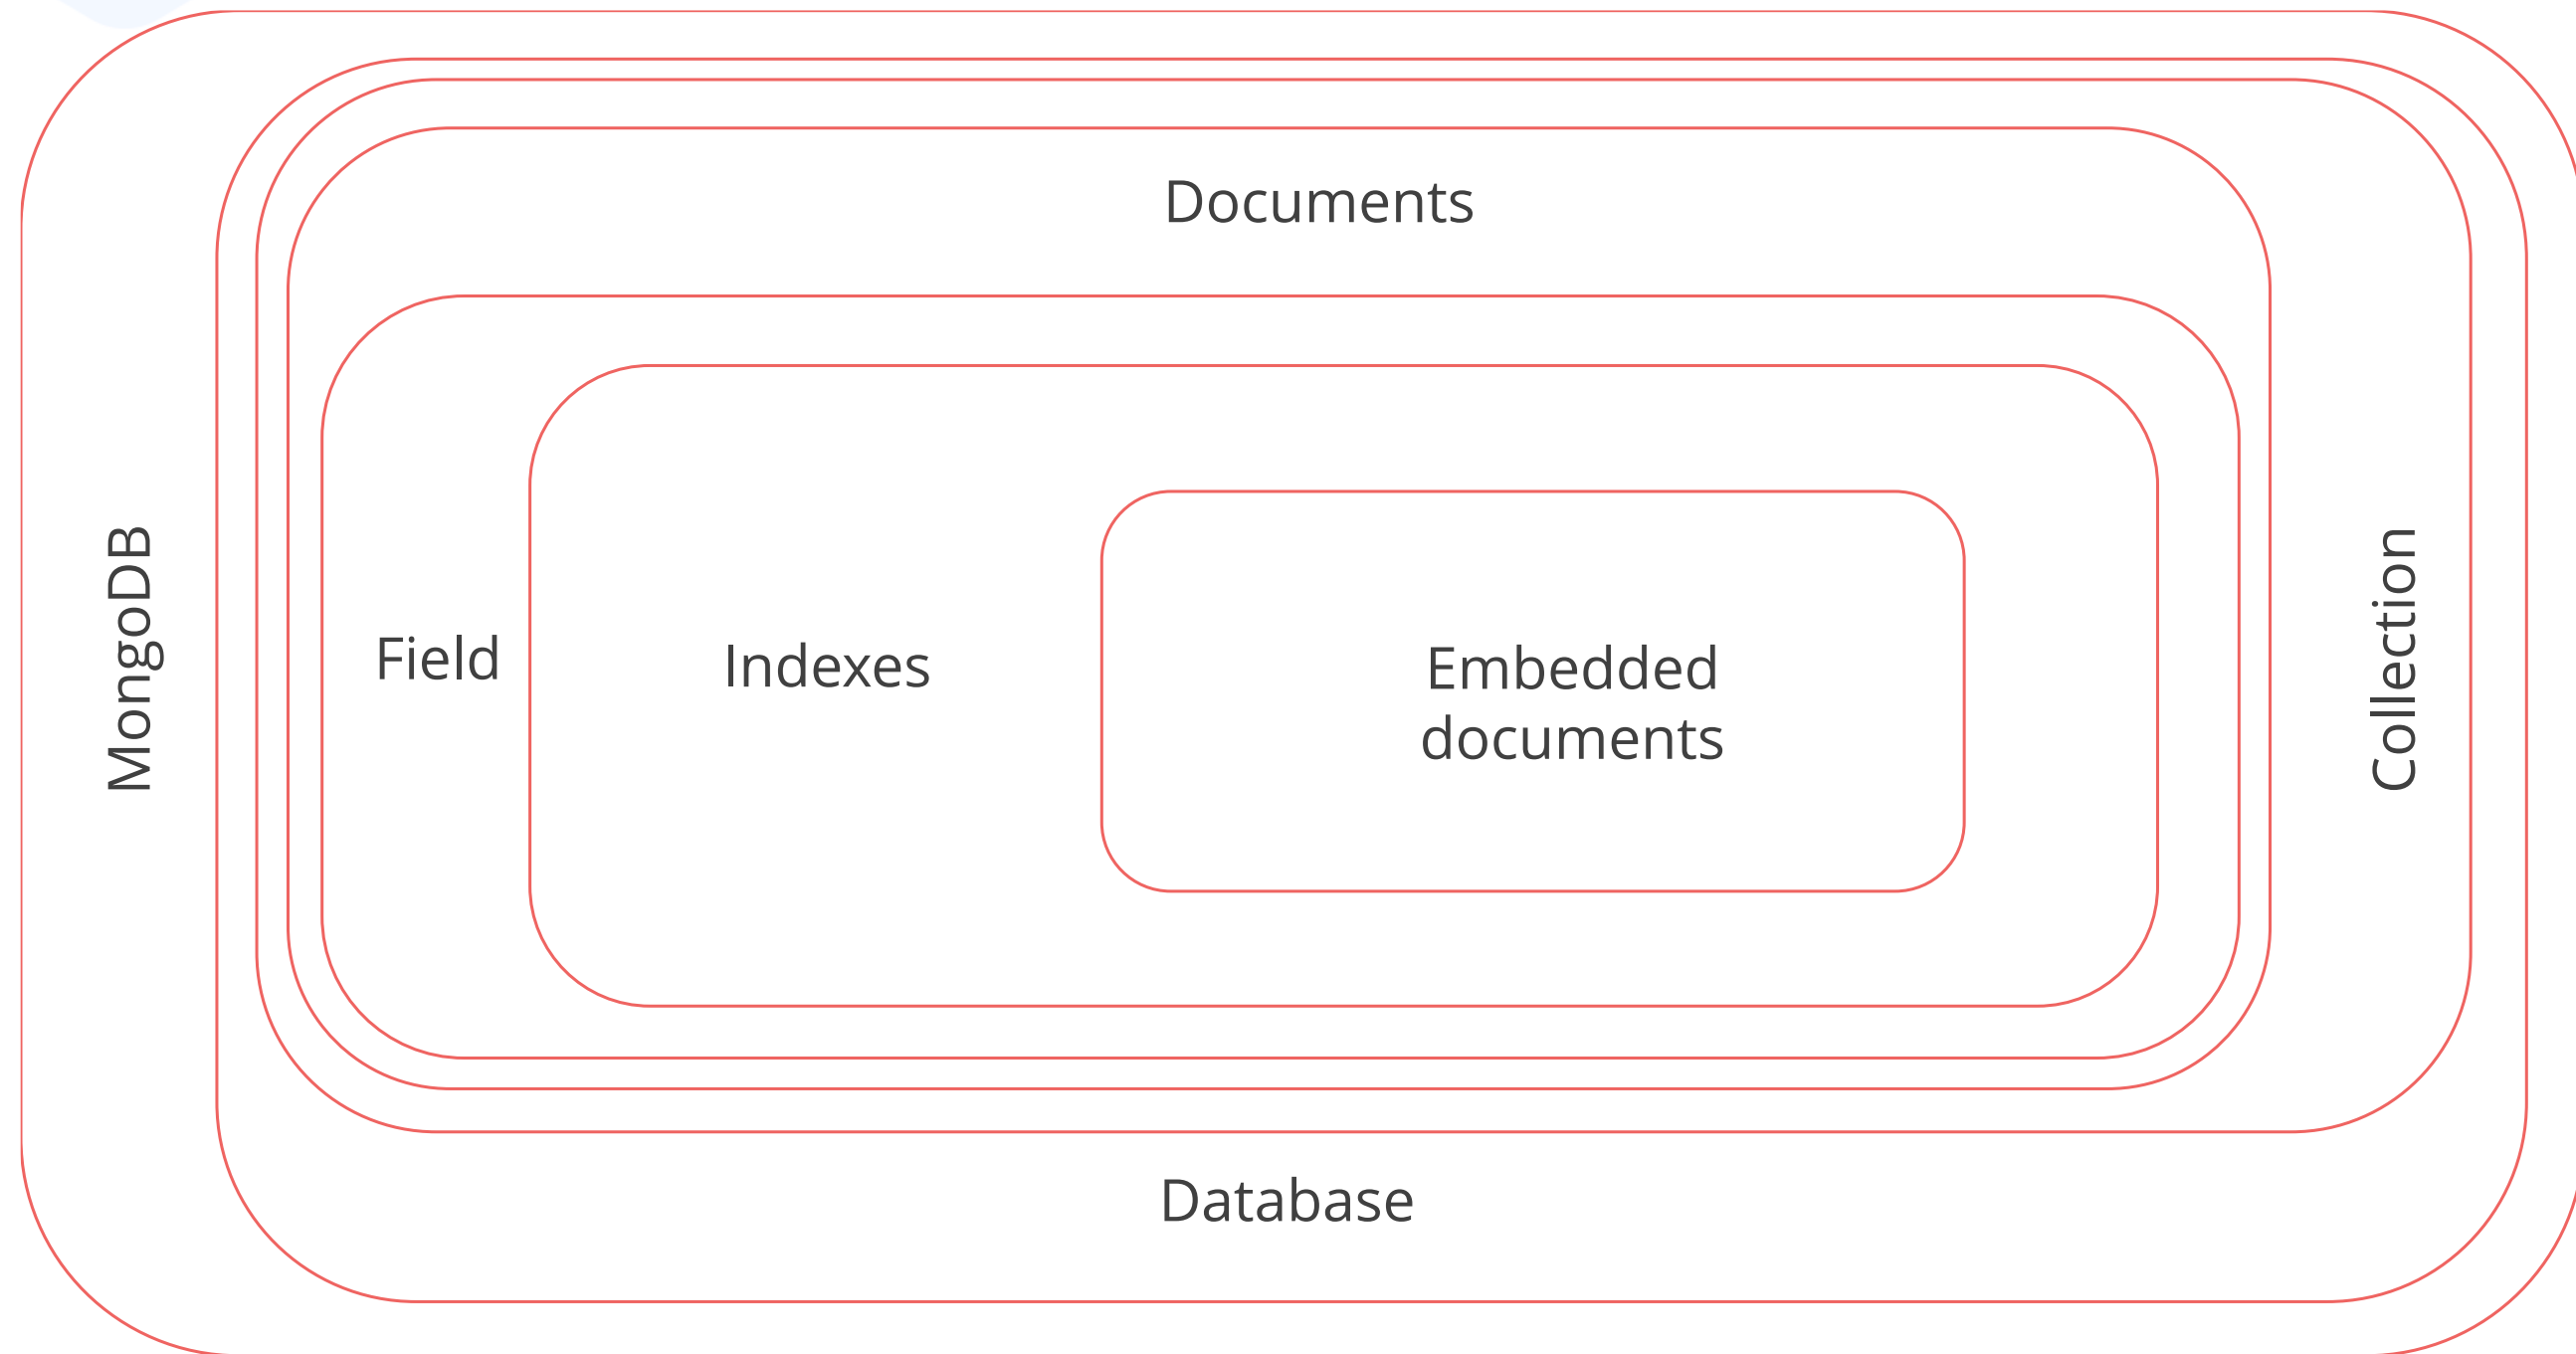 Documents
MongoDB
Field
Indexes
Embedded
documents
Collection
Database